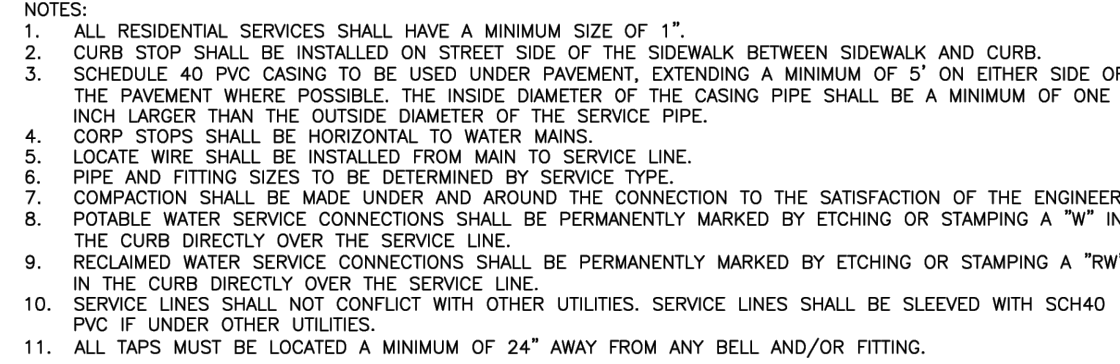 NOTES:
1. ALL RESIDENTIAL SERVICES SHALL HAVE A MINIMUM SIZE OF 1".
2. CURB STOP SHALL BE INSTALLED ON STREET SIDE OF THE SIDEWALK BETWEEN SIDEWALK AND CURB.
3. SCHEDULE 40 PVC CASING TO BE USED UNDER PAVEMENT, EXTENDING A MINIMUM OF 5' ON EITHER SIDE OF
THE PAVEMENT WHERE POSSIBLE. THE INSIDE DIAMETER OF THE CASING PIPE SHALL BE A MINIMUM OF ONE
INCH LARGER THAN THE OUTSIDE DIAMETER OF THE SERVICE PIPE.
4. CORP STOPS SHALL BE HORIZONTAL TO WATER MAINS.
5. LOCATE WIRE SHALL BE INSTALLED FROM MAIN TO SERVICE LINE.
6. PIPE AND FITTING SIZES TO BE DETERMINED BY SERVICE TYPE.
7. COMPACTION SHALL BE MADE UNDER AND AROUND THE CONNECTION TO THE SATISFACTION OF THE ENGINEER
8. POTABLE WATER SERVICE CONNECTIONS SHALL BE PERMANENTLY MARKED BY ETCHING OR STAMPING A "W" IN
THE CURB DIRECTLY OVER THE SERVICE LINE.
9. RECLAIMED WATER SERVICE CONNECTIONS SHALL BE PERMANENTLY MARKED BY ETCHING OR STAMPING A "RW"
IN THE CURB DIRECTLY OVER THE SERVICE LINE.
10. SERVICE LINES SHALL NOT CONFLICT WITH OTHER UTILITIES. SERVICE LINES SHALL BE SLEEVED WITH SCH40
PVC IF UNDER OTHER UTILITIES.
11. ALL TAPS MUST BE LOCATED A MINIMUM OF 24" AWAY FROM ANY BELL AND/OR FITTING.